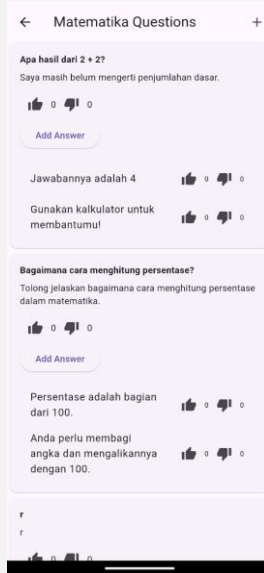 Matematika Questions
Apa hasil dari 2 + 2?
Saya masih belum mengerti penjumlahan dasar.
0 0
Add Answer
Jawabannya adalah 4 0 0
Gunakan kalkulator untuk
membantumu! 0 0
Bagaimana cara menghitung persentase?
Tolong jelaskan bagaimana cara menghitung persentase
dalam matematika.
0 0
Add Answer
Persentase adalah bagian
dari 100. 0 0
Anda perlu membagi
angka dan mengalikannya 0 0
dengan 100.
r
r
0 0